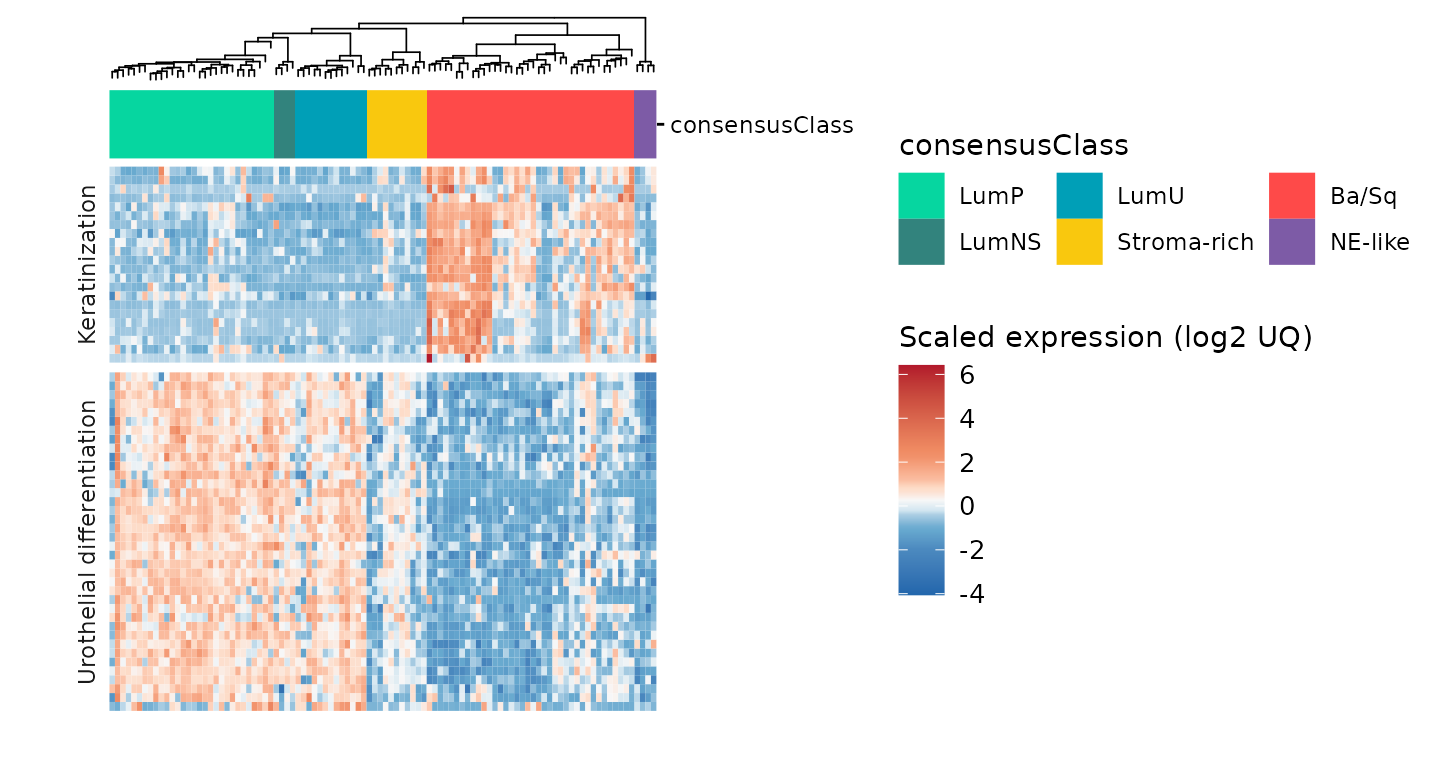 consensusClass
Keratinization
Urothelial differentiation
consensusClass
LumP
LumU
Ba/Sq
LumNS
Stroma-rich
NE-like
Scaled expression (log2 UQ)
6
4
2
0
-2
-4